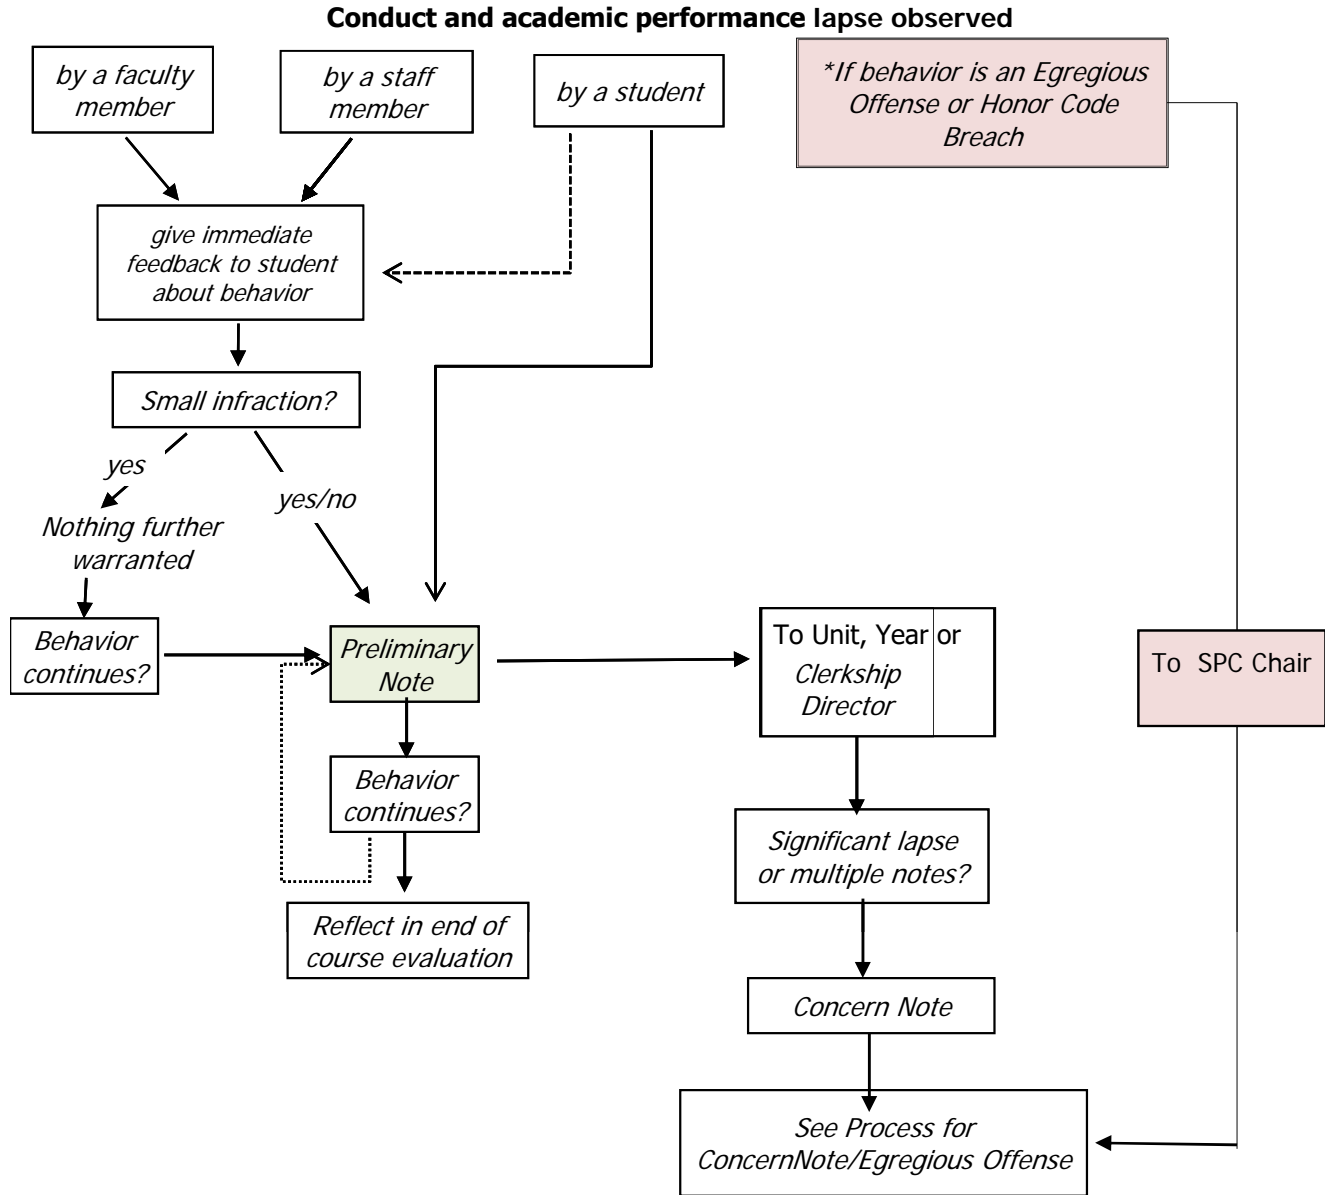 Conduct and academic performance lapse observed
by a faculty
member
by a staff
member
by a student
*If behavior is an Egregious
Offense or Honor Code
Breach
give immediate
feedback to student
about behavior
Small infraction?
yes
yes/no
Nothing further
warranted
Behavior
continues?
Preliminary
Note
To Unit, Year or
Clerkship
Director
To SPC Chair
Behavior
continues?
Significant lapse
or multiple notes?
Reflect in end of
course evaluation
Concern Note
See Process for
ConcernNote/Egregious Offense